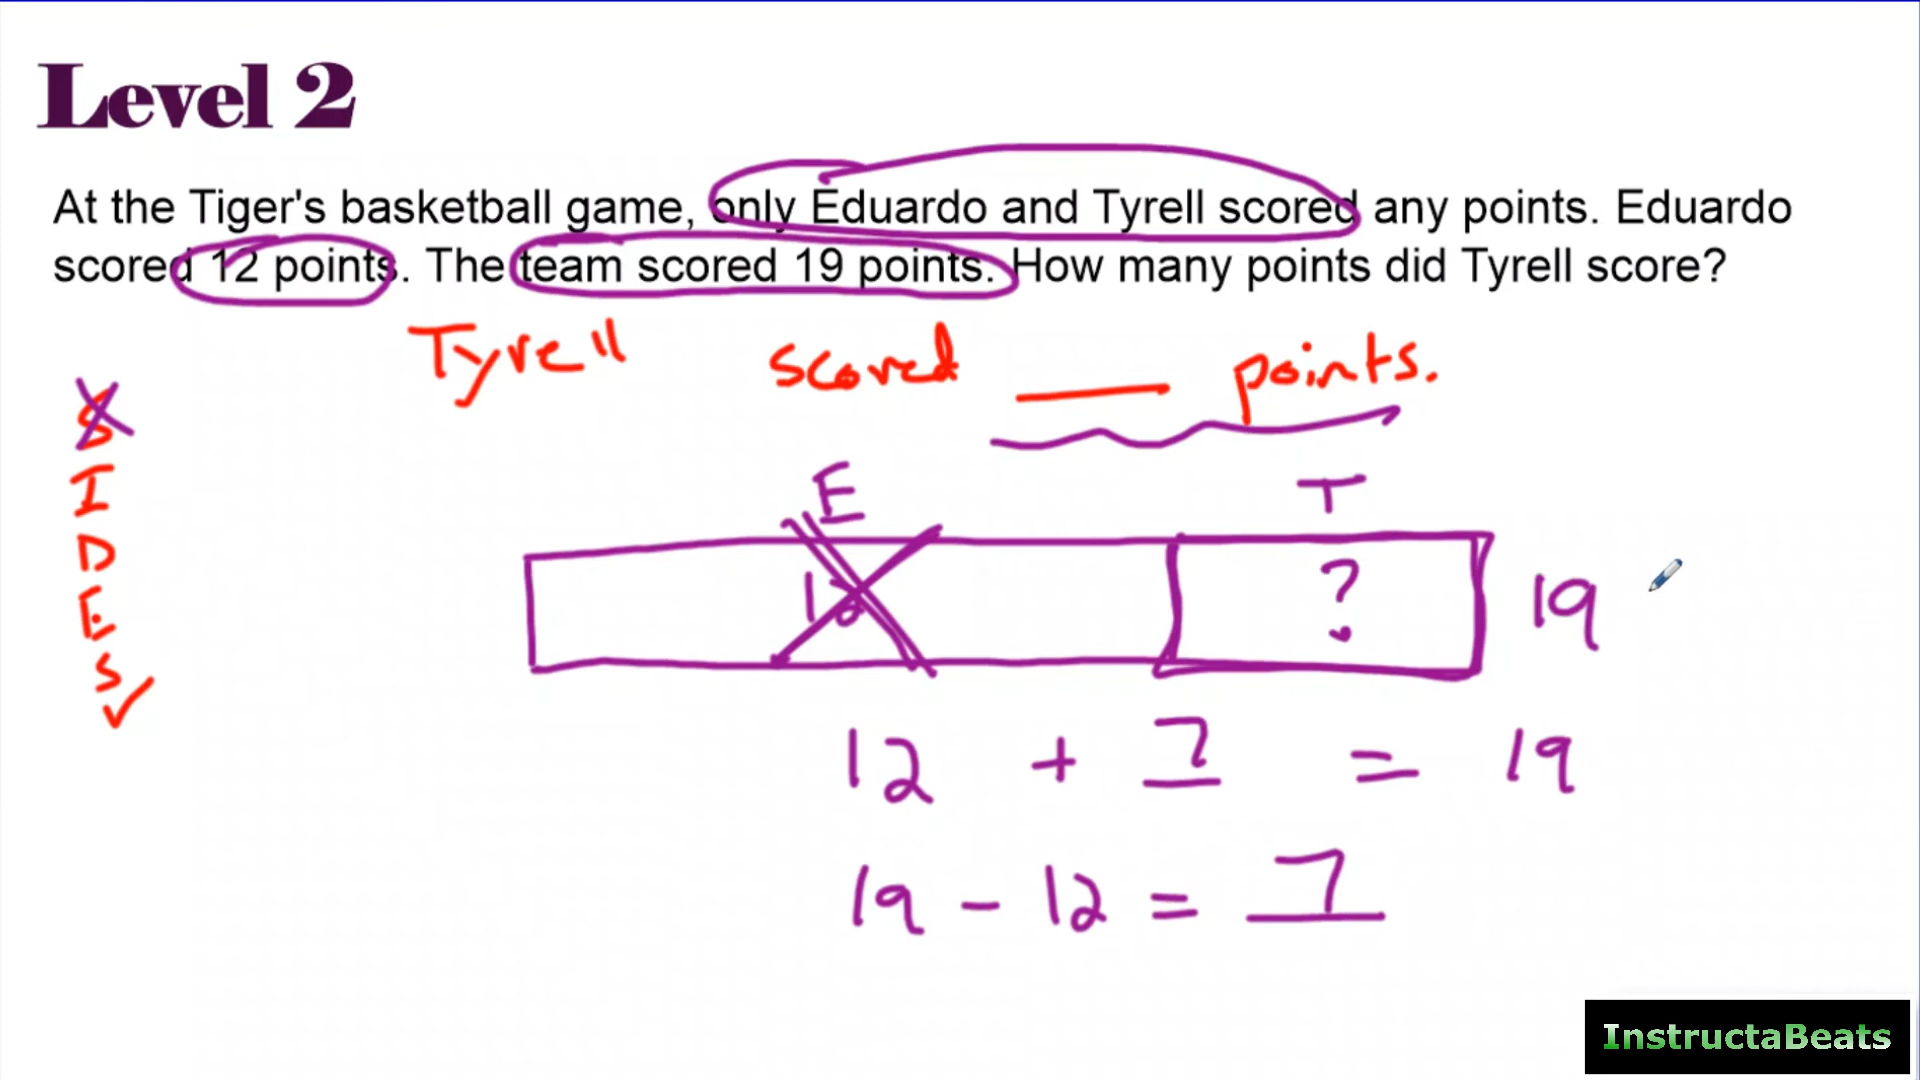 Level 2
At the Tiger's basketball game, only Eduardo and Tyrell scored any points. Eduardo
scored 12 points. The team scored 19 points. How many points did Tyrell score?
Tyrell scored ___ points.
S
I
D
E
S ✓
E T
12 ? 19
12 + ? = 19
19 - 12 = 7
InstructaBeats